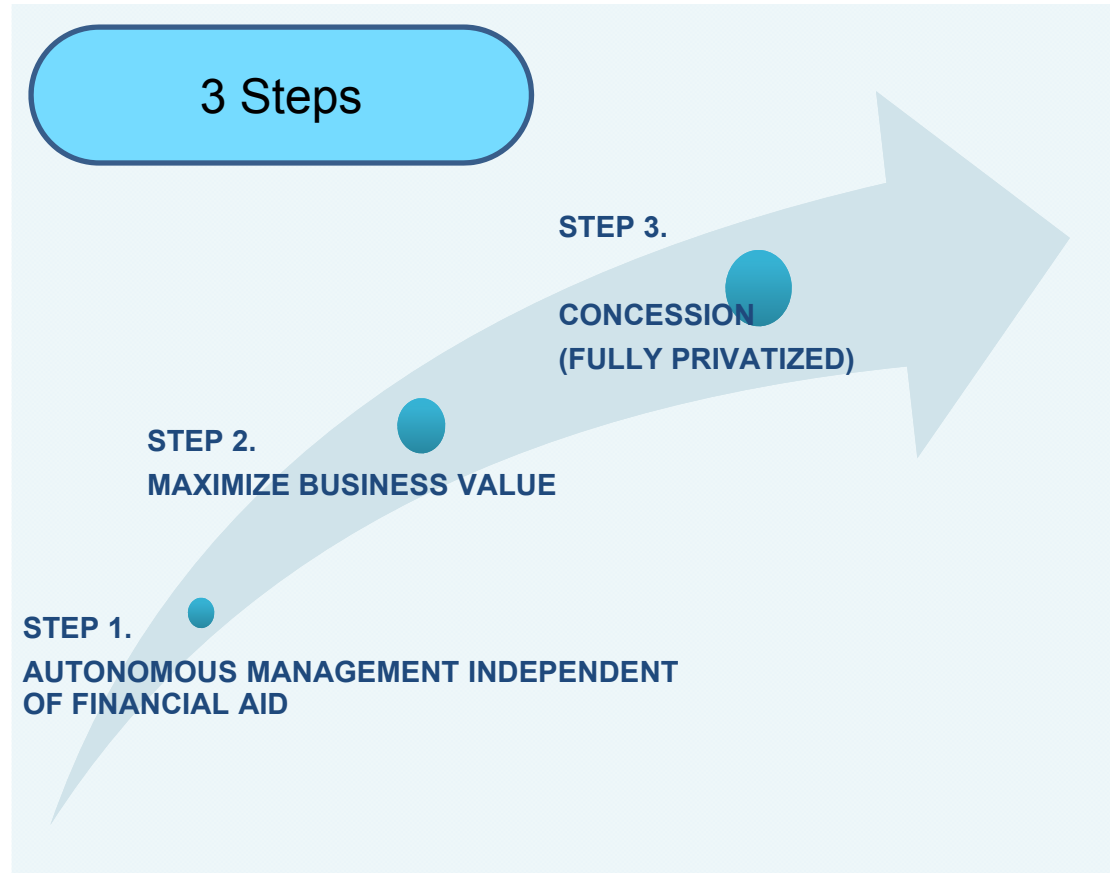 3 Steps
STEP 3.
CONCESSION
(FULLY PRIVATIZED)
STEP 2.
MAXIMIZE BUSINESS VALUE
STEP 1.
AUTONOMOUS MANAGEMENT INDEPENDENT
OF FINANCIAL AID